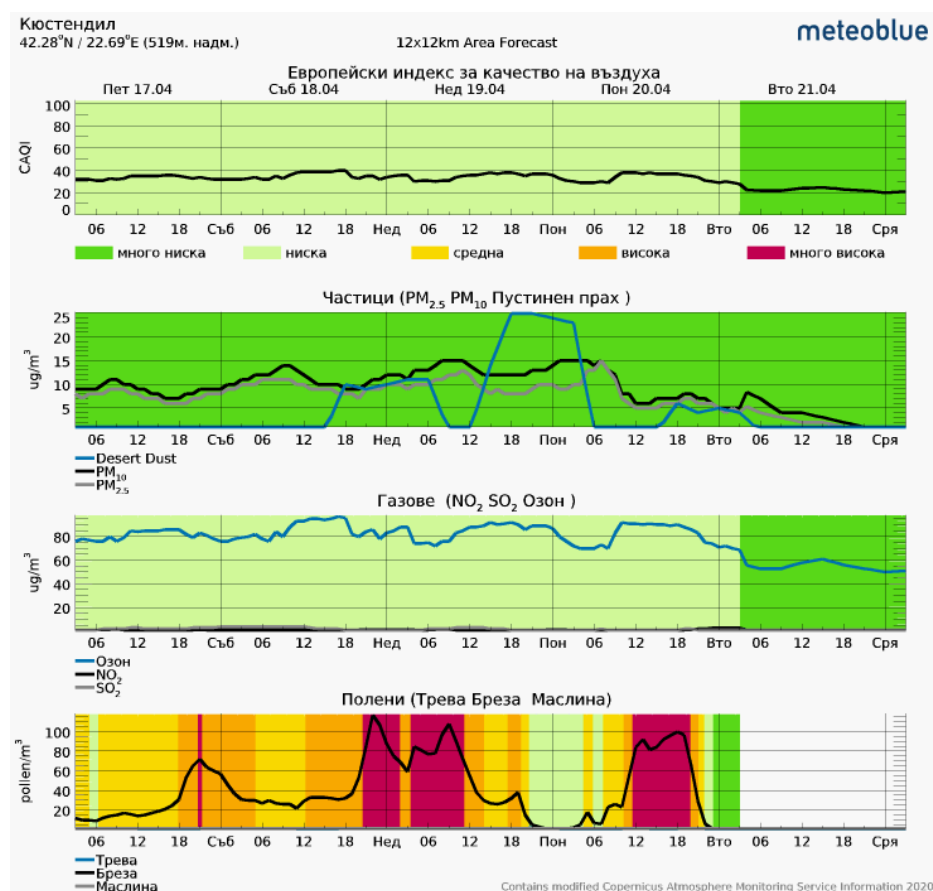 Кюстендил
meteoblue
42.28°N / 22.69°E (519м. надм.)
12x12km Area Forecast
Европейски индекс за качество на въздуха
Пет 17.04 Съб 18.04 Нед 19.04 Пон 20.04 Вто 21.04
100
80
60
40
20
0
CAQI
06 12 18 Съб 06 12 18 Нед 06 12 18 Пон 06 12 18 Вто 06 12 18 Сря
много ниска ниска средна висока много висока
Частици (PM2.5 PM10 Пустинен прах )
25
20
15
10
5
ug/m³
06 12 18 Съб 06 12 18 Нед 06 12 18 Пон 06 12 18 Вто 06 12 18 Сря
Desert Dust
PM10
PM2.5
Газове (NO2 SO2 Озон )
80
60
40
20
ug/m³
06 12 18 Съб 06 12 18 Нед 06 12 18 Пон 06 12 18 Вто 06 12 18 Сря
Озон
NO2
SO2
Полени (Трева Бреза Маслина)
100
80
60
40
20
pollen/m³
06 12 18 Съб 06 12 18 Нед 06 12 18 Пон 06 12 18 Вто 06 12 18 Сря
Трева
Бреза
Маслина
Contains modified Copernicus Atmosphere Monitoring Service Information 2020